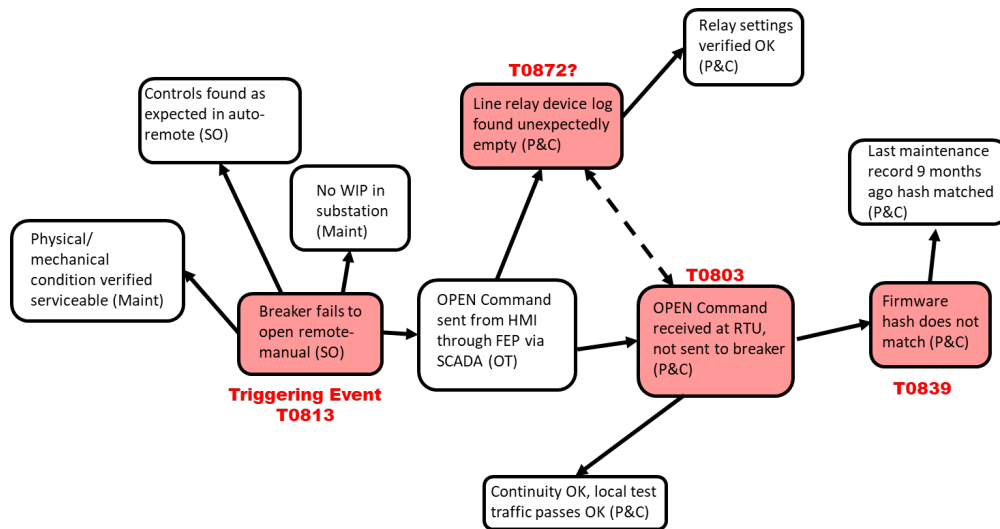 Relay settings
verified OK
(P&C)
T0872?
Controls found as
expected in auto-
remote (SO)
Line relay device log
found unexpectedly
empty (P&C)
Last maintenance
record 9 months
ago hash matched
(P&C)
No WIP in
substation
(Maint)
Physical/
mechanical
condition verified
serviceable (Maint)
T0803
Breaker fails to
open remote-
manual (SO)
OPEN Command
sent from HMI
through FEP via
SCADA (OT)
OPEN Command
received at RTU,
not sent to breaker
(P&C)
Firmware
hash does not
match (P&C)
Triggering Event
T0813
T0839
Continuity OK, local test
traffic passes OK (P&C)